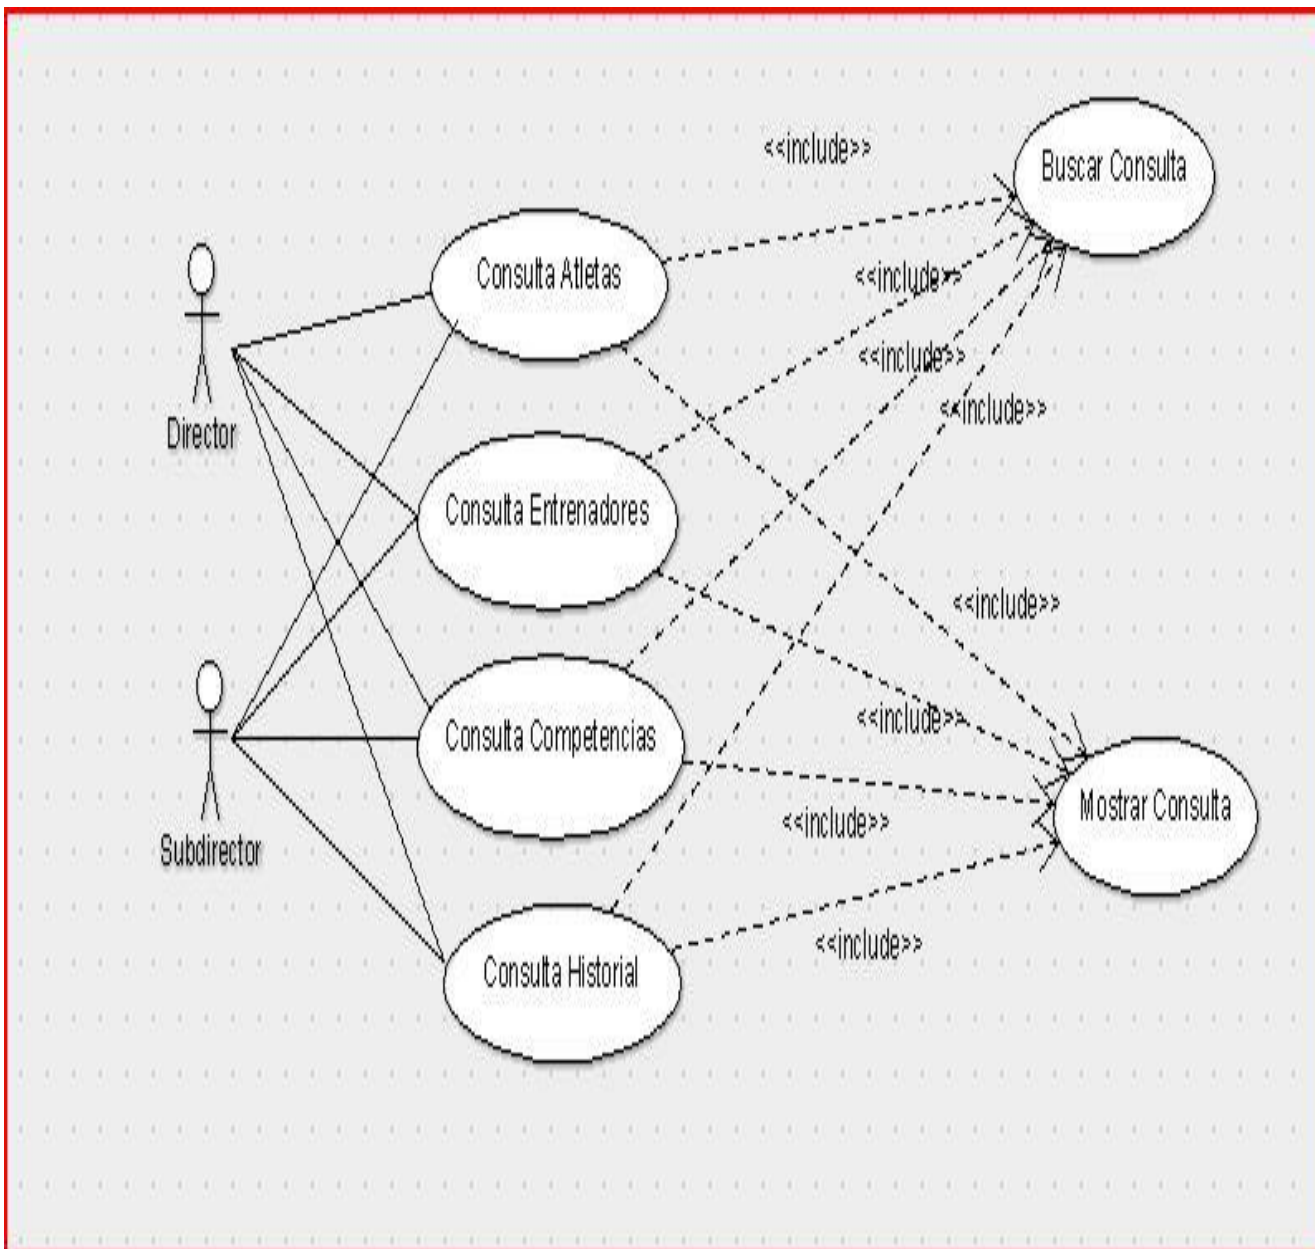 <<include>>
Buscar Consulta
Consulta Atletas
<<include>>
<<include>>
<<include>>
Director
Consulta Entrenadores
<<include>>
<<include>>
Consulta Competencias
Mostrar Consulta
<<include>>
Subdirector
<<include>>
Consulta Historial